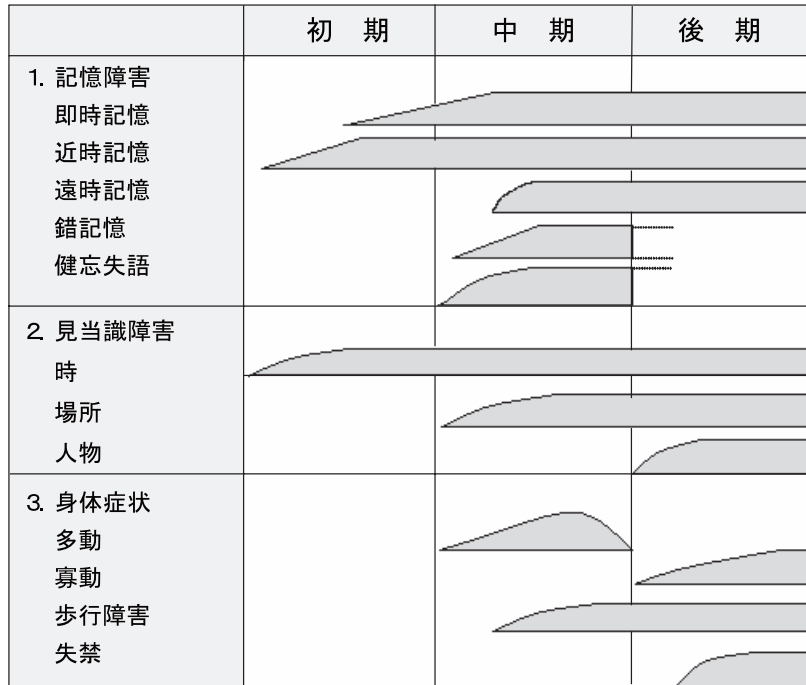 初　期　中　期　後　期
1. 記憶障害
即時記憶
近時記憶
遠時記憶
錯記憶
健忘失語
2. 見当識障害
時
場所
人物
3. 身体症状
多動
寡動
歩行障害
失禁